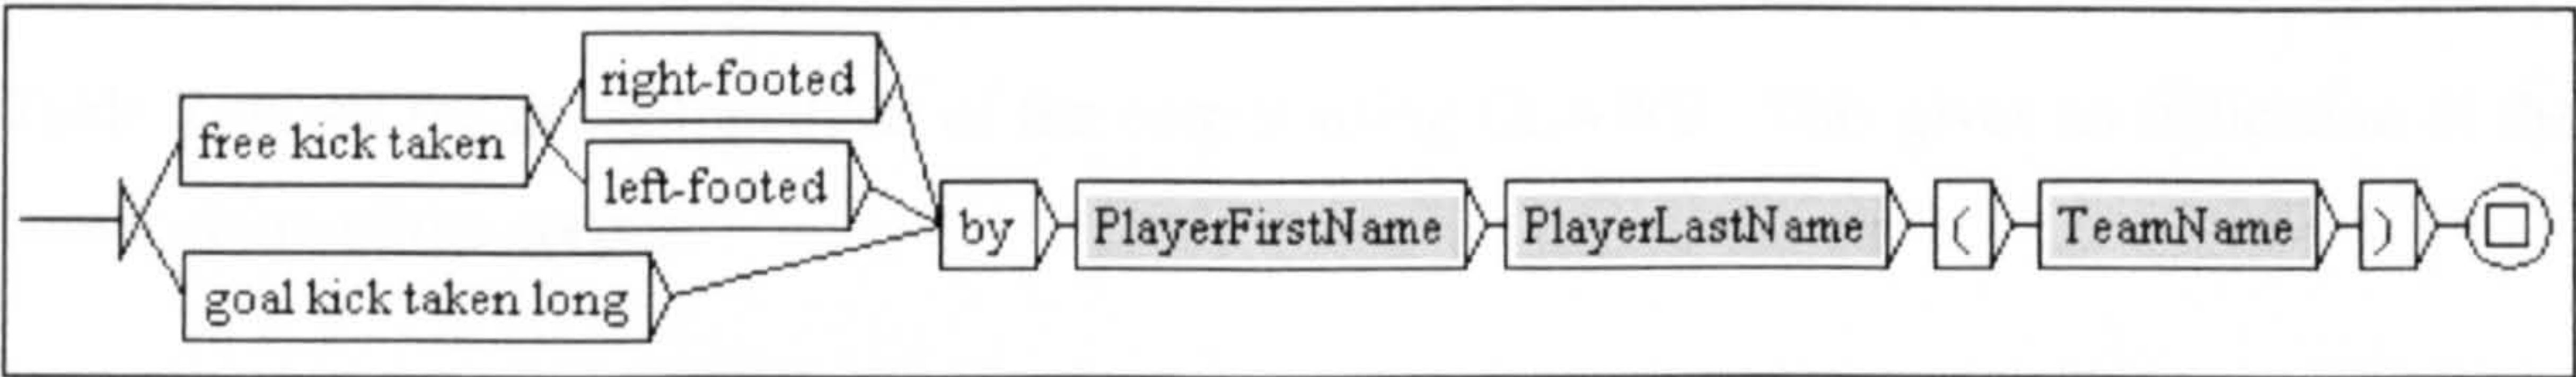 right-footed
free kick taken
left-footed
by PlayerFirstName PlayerLastName ( TeamName )
goal kick taken long